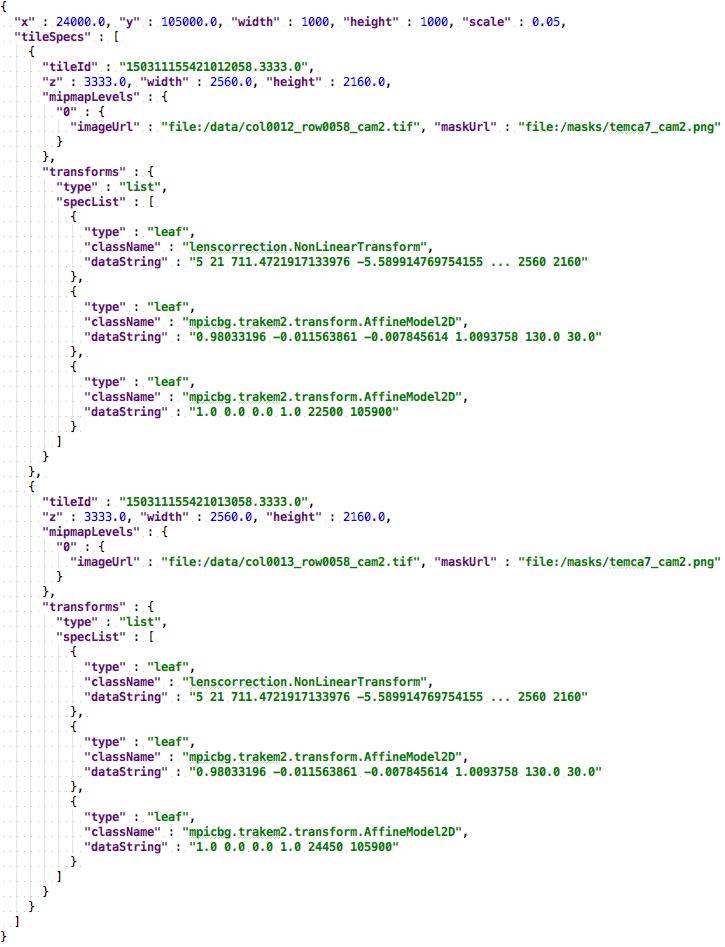 {
"x" : 24000.0, "y" : 105000.0, "width" : 1000, "height" : 1000, "scale" : 0.05,
"tileSpecs" : [
{
"tileId" : "150311155421012058.3333.0",
"z" : 3333.0, "width" : 2560.0, "height" : 2160.0,
"mipmapLevels" : {
"0" : {
"imageUrl" : "file:/data/col0012_row0058_cam2.tif", "maskUrl" : "file:/masks/temca7_cam2.png"
}
},
"transforms" : {
"type" : "list",
"specList" : [
{
"type" : "leaf",
"className" : "lenscorrection.NonLinearTransform",
"dataString" : "5 21 711.4721917133976 -5.589914769754155 ... 2560 2160"
},
{
"type" : "leaf",
"className" : "mpicbg.trakem2.transform.AffineModel2D",
"dataString" : "0.98033196 -0.011563861 -0.007845614 1.0093758 130.0 30.0"
},
{
"type" : "leaf",
"className" : "mpicbg.trakem2.transform.AffineModel2D",
"dataString" : "1.0 0.0 0.0 1.0 22500 105900"
}
]
}
},
{
"tileId" : "150311155421013058.3333.0",
"z" : 3333.0, "width" : 2560.0, "height" : 2160.0,
"mipmapLevels" : {
"0" : {
"imageUrl" : "file:/data/col0013_row0058_cam2.tif", "maskUrl" : "file:/masks/temca7_cam2.png"
}
},
"transforms" : {
"type" : "list",
"specList" : [
{
"type" : "leaf",
"className" : "lenscorrection.NonLinearTransform",
"dataString" : "5 21 711.4721917133976 -5.589914769754155 ... 2560 2160"
},
{
"type" : "leaf",
"className" : "mpicbg.trakem2.transform.AffineModel2D",
"dataString" : "0.98033196 -0.011563861 -0.007845614 1.0093758 130.0 30.0"
},
{
"type" : "leaf",
"className" : "mpicbg.trakem2.transform.AffineModel2D",
"dataString" : "1.0 0.0 0.0 1.0 24450 105900"
}
]
}
}
]
}